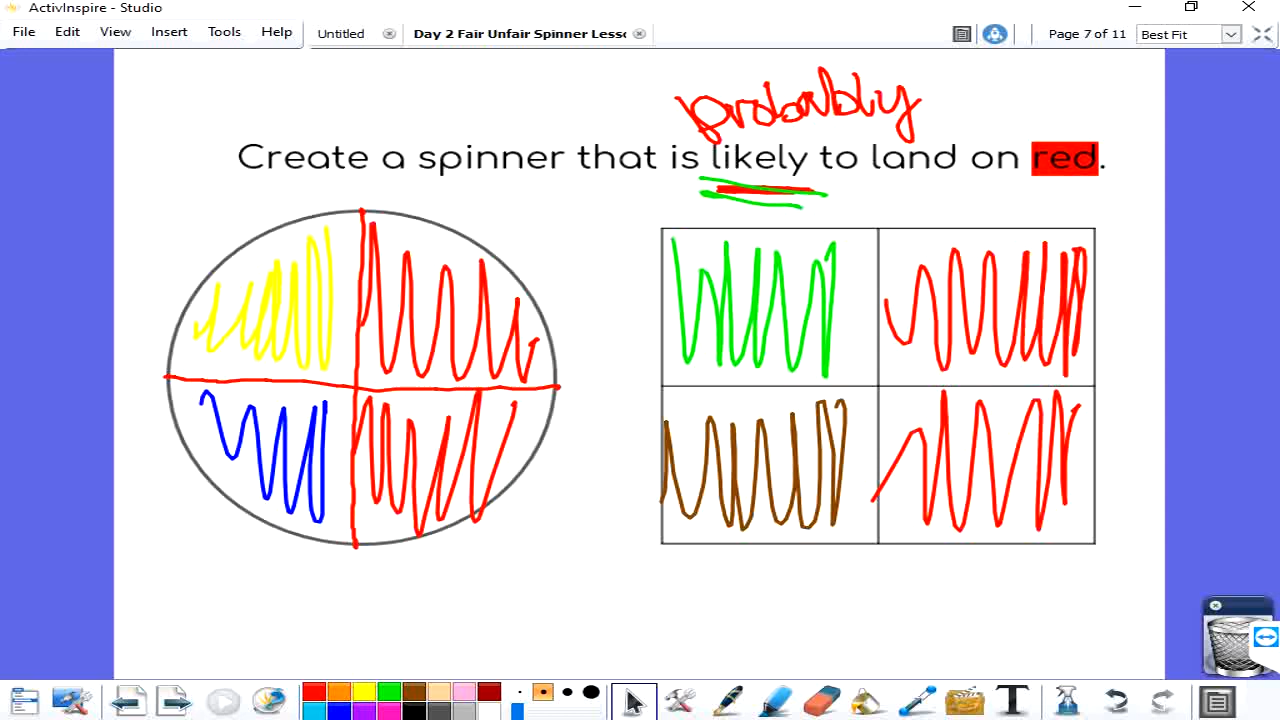 ActivInspire - Studio
File Edit View Insert Tools Help Untitled Day 2 Fair Unfair Spinner Less Page 7 of 11 Best Fit
probably
Create a spinner that is likely to land on red.
T